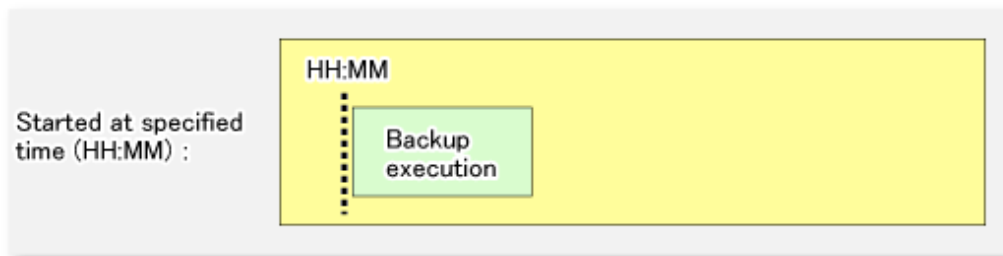 HH:MM
Started at specified
time (HH:MM) :
Backup
execution